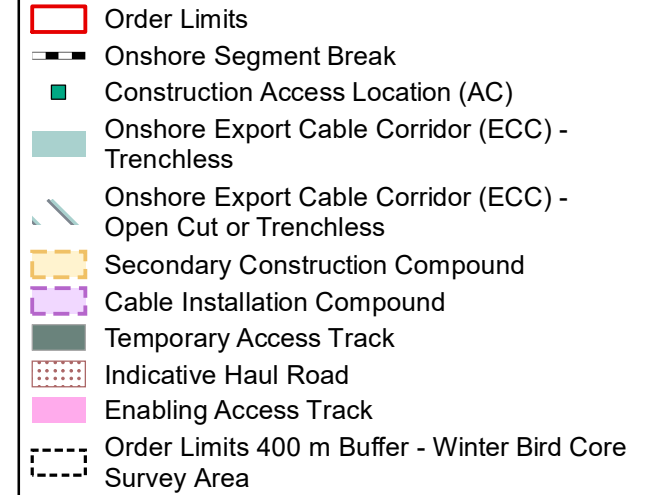 Order Limits
Onshore Segment Break
Construction Access Location (AC)
Onshore Export Cable Corridor (ECC) -
Trenchless
Onshore Export Cable Corridor (ECC) -
Open Cut or Trenchless
Secondary Construction Compound
Cable Installation Compound
Temporary Access Track
Indicative Haul Road
Enabling Access Track
Order Limits 400 m Buffer - Winter Bird Core
Survey Area